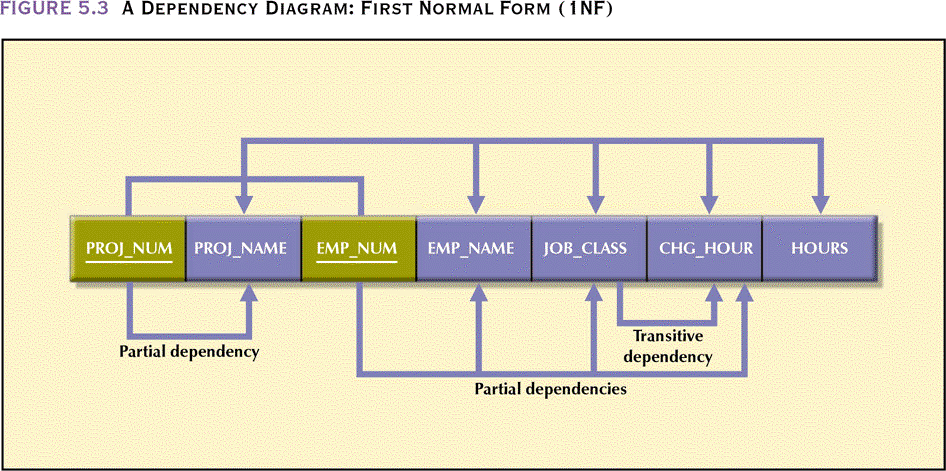 FIGURE 5.3 A DEPENDENCY DIAGRAM: FIRST NORMAL FORM (1NF)
PROJ_NUM PROJ_NAME EMP_NUM EMP_NAME JOB_CLASS CHG_HOUR HOURS
Partial dependency
Transitive
dependency
Partial dependencies